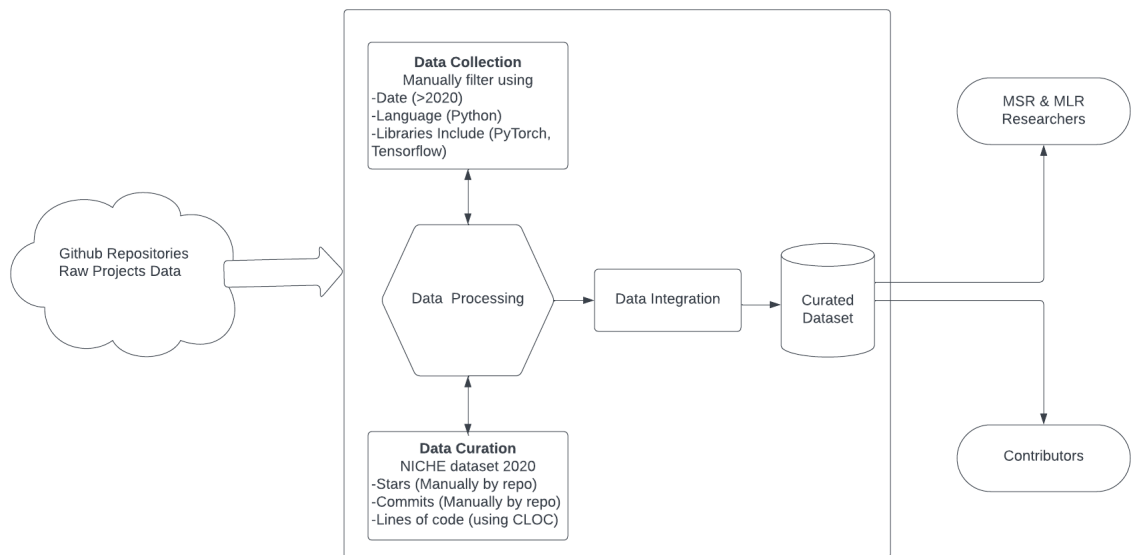 Github Repositories
Raw Projects Data
Data Collection
Manually filter using
-Date (>2020)
-Language (Python)
-Libraries Include (PyTorch,
Tensorflow)
Data Processing
Data Curation
NICHE dataset 2020
-Stars (Manually by repo)
-Commits (Manually by repo)
-Lines of code (using CLOC)
Data Integration
Curated
Dataset
MSR & MLR
Researchers
Contributors